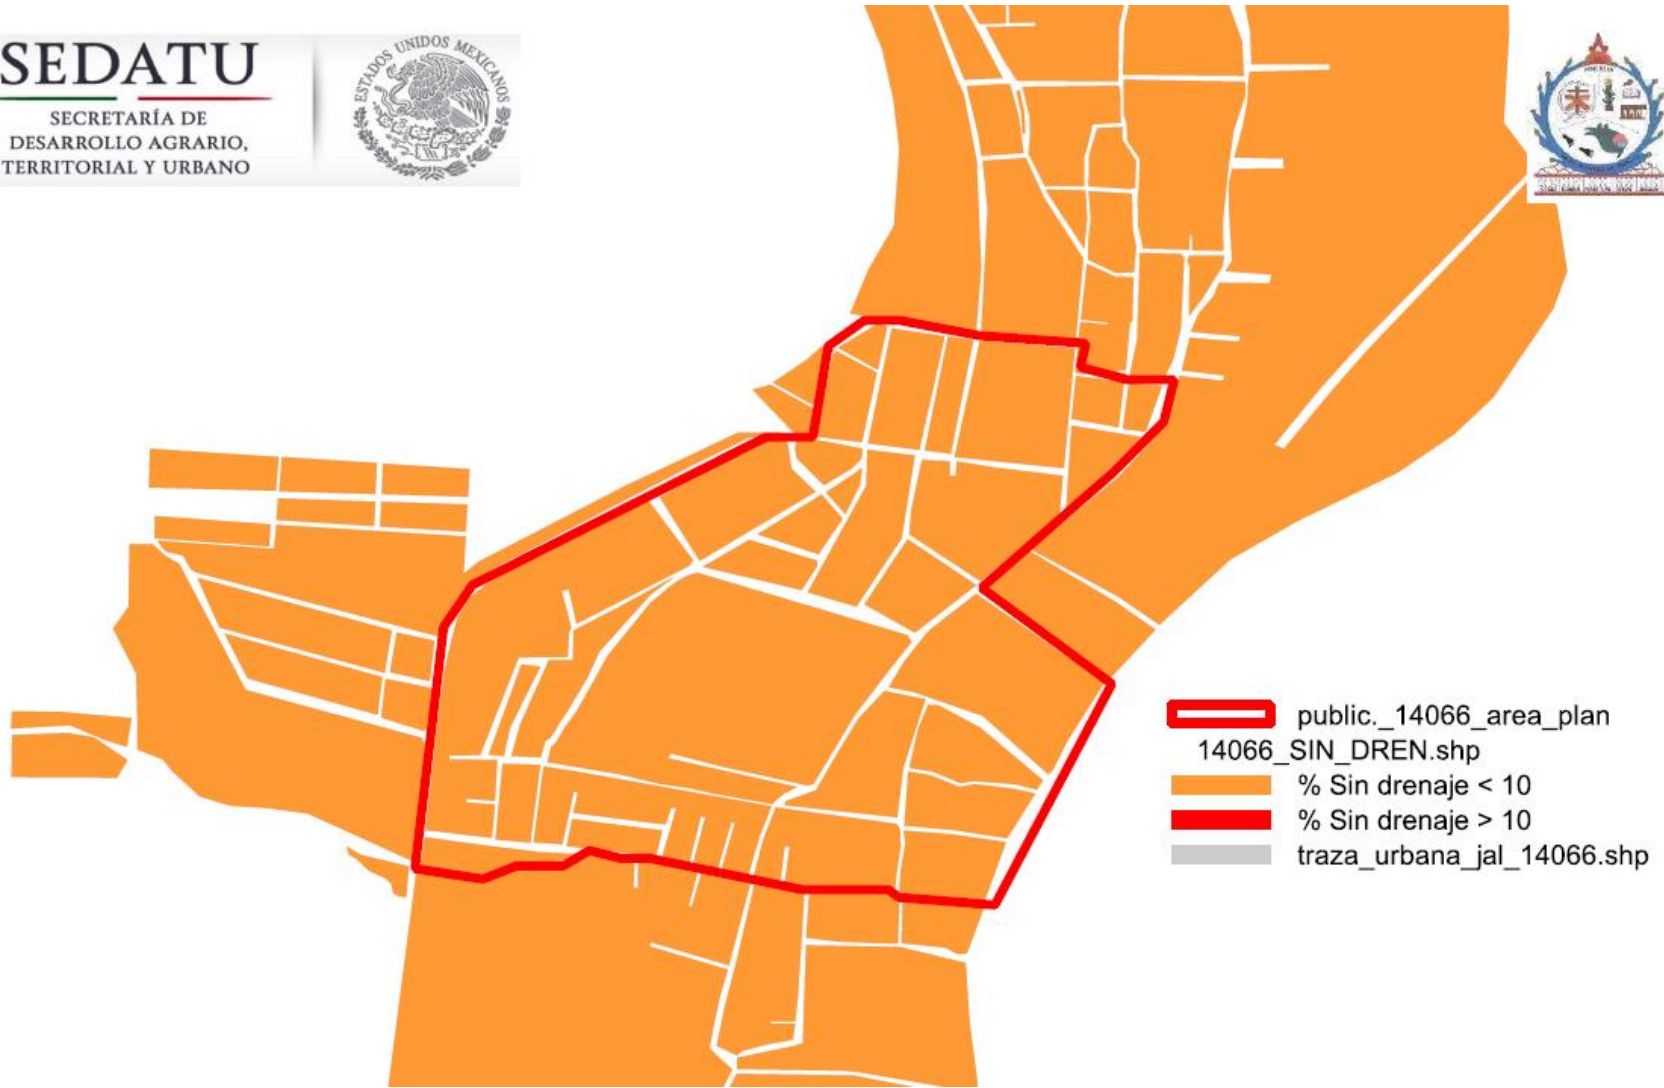 SEDATU
SECRETARÍA DE
DESARROLLO AGRARIO,
TERRITORIAL Y URBANO
ESTADOS UNIDOS MEXICANOS
public._14066_area_plan
14066_SIN_DREN.shp
% Sin drenaje < 10
% Sin drenaje > 10
traza_urbana_jal_14066.shp